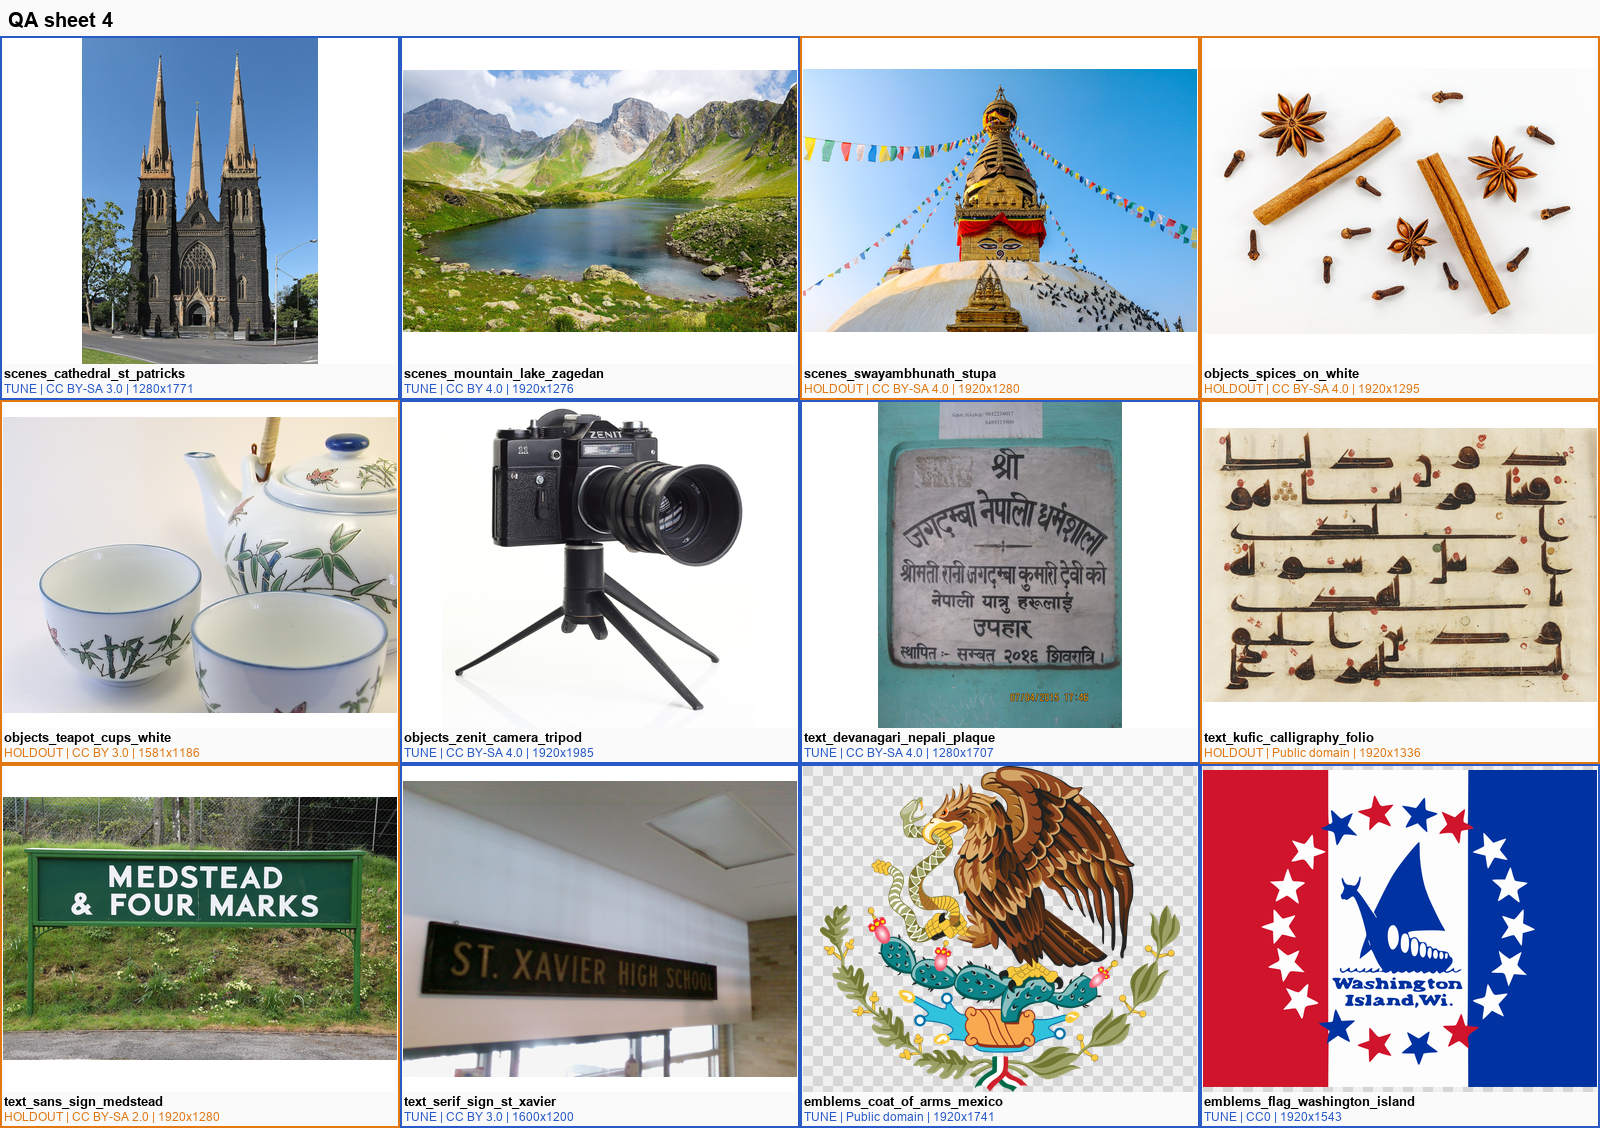 QA sheet 4
scenes_cathedral_st_patricks
TUNE | CC BY-SA 3.0 | 1280x1771
scenes_mountain_lake_zagedan
TUNE | CC BY 4.0 | 1920x1276
scenes_swayambhunath_stupa
HOLDOUT | CC BY-SA 4.0 | 1920x1280
objects_spices_on_white
HOLDOUT | CC BY-SA 4.0 | 1920x1295
objects_teapot_cups_white
HOLDOUT | CC BY 3.0 | 1581x1186
ZENIT
11
objects_zenit_camera_tripod
TUNE | CC BY-SA 4.0 | 1920x1985
श्री
जगदम्बा नेपाली धर्मशाला
श्रीमती रानी जगदम्बा कुमारी देवी को
नेपाली यात्रु हरूलाई
उपहार
स्थापित :- सम्वत २०१६ शिवरात्रि ।
text_devanagari_nepali_plaque
TUNE | CC BY-SA 4.0 | 1280x1707
text_kufic_calligraphy_folio
HOLDOUT | Public domain | 1920x1336
MEDSTEAD
& FOUR MARKS
text_sans_sign_medstead
HOLDOUT | CC BY-SA 2.0 | 1920x1280
ST. XAVIER HIGH SCHOOL
text_serif_sign_st_xavier
TUNE | CC BY 3.0 | 1600x1200
emblems_coat_of_arms_mexico
TUNE | Public domain | 1920x1741
Washington
Island,Wi.
emblems_flag_washington_island
TUNE | CC0 | 1920x1543